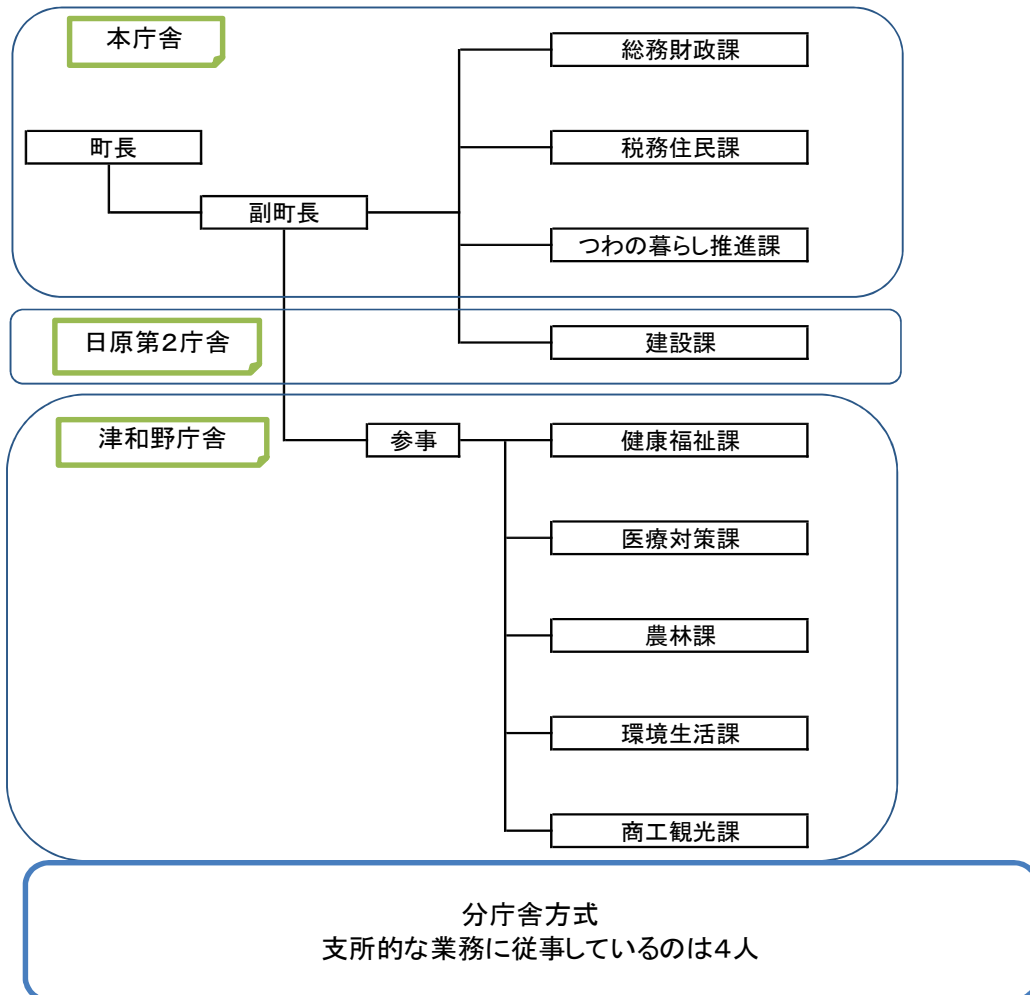 本庁舎
総務財政課
町長
税務住民課
副町長
つわの暮らし推進課
日原第２庁舎
建設課
津和野庁舎
参事
健康福祉課
医療対策課
農林課
環境生活課
商工観光課
分庁舎方式
支所的な業務に従事しているのは４人